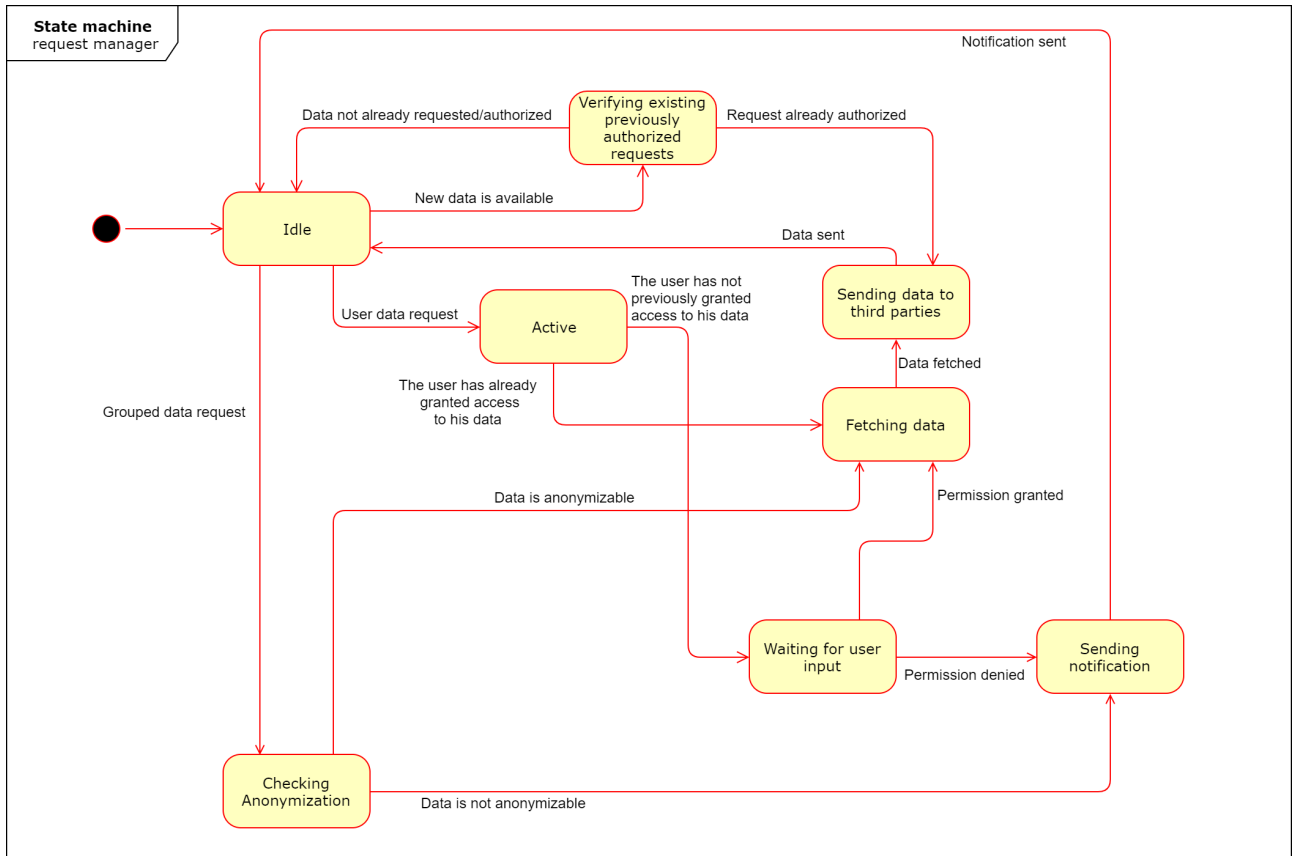 State machine
request manager
Notification sent
Data not already requested/authorized
Verifying existing
previously
authorized
requests
Request already authorized
New data is available
Idle
Data sent
The user has not
previously granted
access to his data
Sending data to
third parties
User data request
Active
Data fetched
The user has already
granted access
to his data
Grouped data request
Fetching data
Data is anonymizable
Permission granted
Waiting for user
input
Permission denied
Sending
notification
Checking
Anonymization
Data is not anonymizable